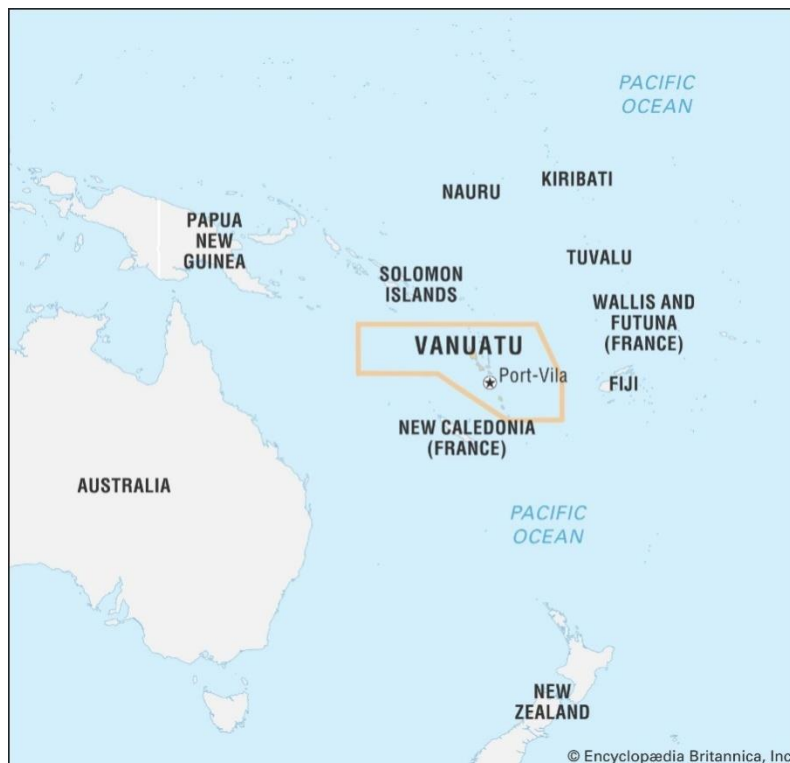 PACIFIC
OCEAN
KIRIBATI
NAURU
PAPUA
NEW
GUINEA
TUVALU
SOLOMON
ISLANDS
WALLIS AND
FUTUNA
(FRANCE)
VANUATU
Port-Vila
FIJI
NEW CALEDONIA
(FRANCE)
AUSTRALIA
PACIFIC
OCEAN
NEW
ZEALAND
© Encyclopædia Britannica, Inc